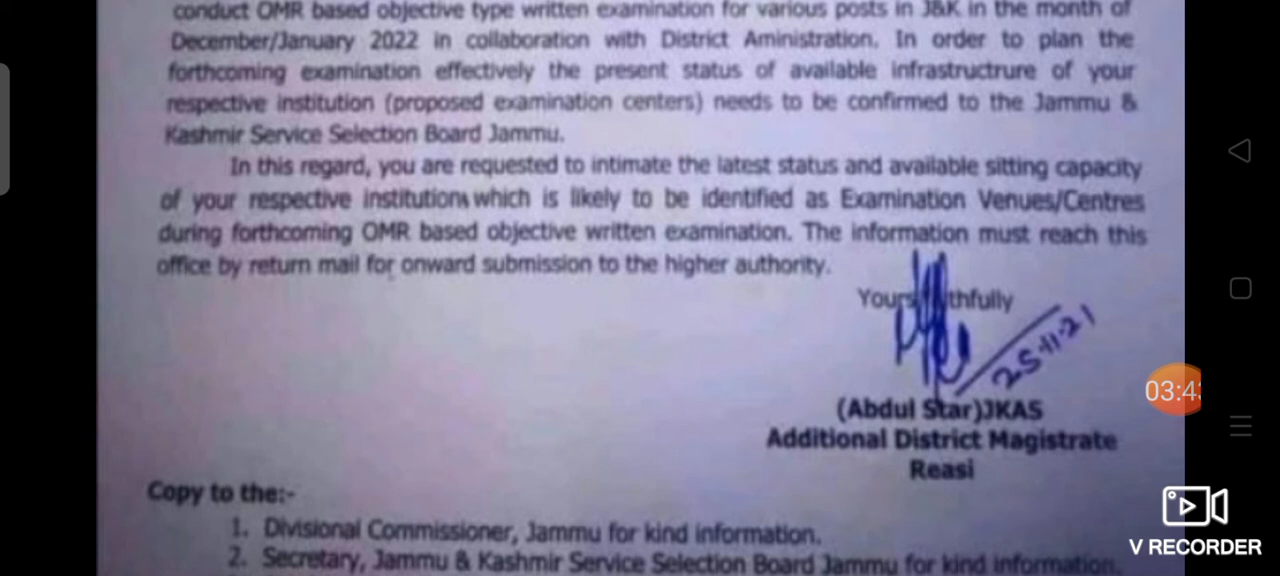 conduct OMR based objective type written examination for various posts in J&K in the month of
December/January 2022 in collaboration with District Aministration. In order to plan the
forthcoming examination effectively the present status of available infrastructrure of your
respective institution (proposed examination centers) needs to be confirmed to the Jammu &
Kashmir Service Selection Board Jammu.
In this regard, you are requested to intimate the latest status and available sitting capacity
of your respective institutions which is likely to be identified as Examination Venues/Centres
during forthcoming OMR based objective written examination. The information must reach this
office by return mail for onward submission to the higher authority.
Yours thfully
25-11-21
03:43
(Abdul Star)JKAS
Additional District Magistrate
Reasi
Copy to the:-
1. Divisional Commissioner, Jammu for kind information.
2. Secretary, Jammu & Kashmir Service Selection Board Jammu for kind information.
V RECORDER